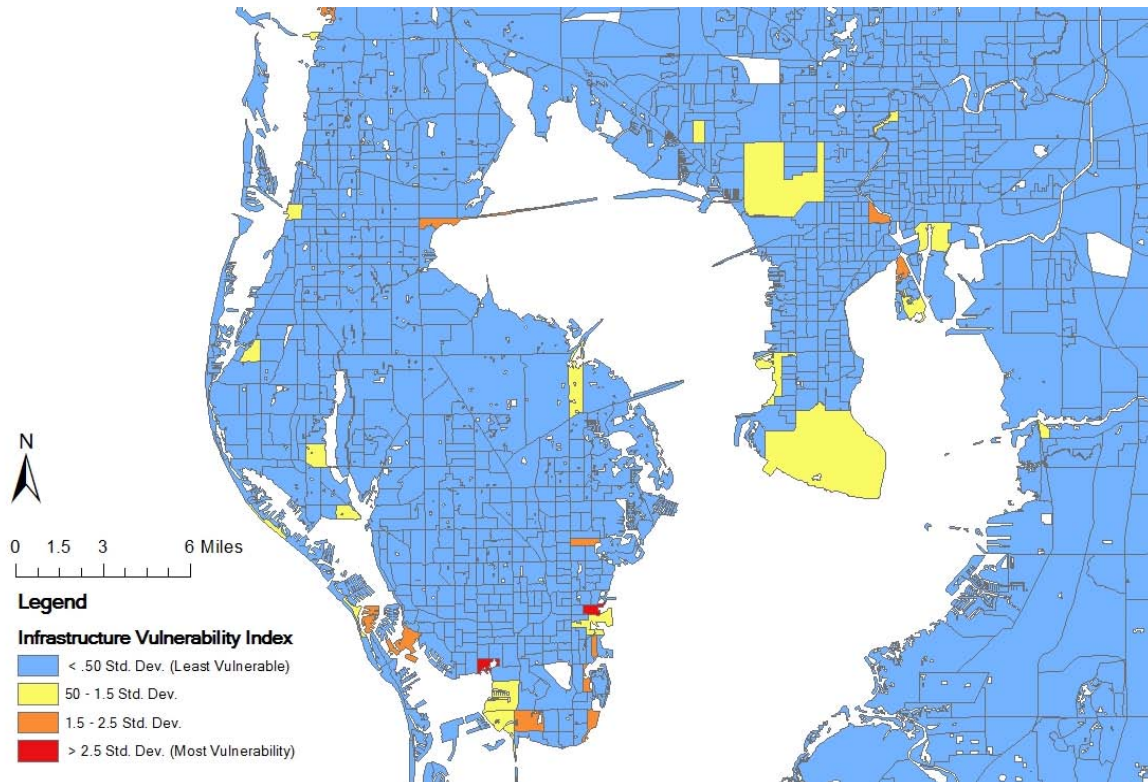 N
0 1.5 3 6 Miles
Legend
Infrastructure Vulnerability Index
< .50 Std. Dev. (Least Vulnerable)
50 - 1.5 Std. Dev.
1.5 - 2.5 Std. Dev.
> 2.5 Std. Dev. (Most Vulnerability)